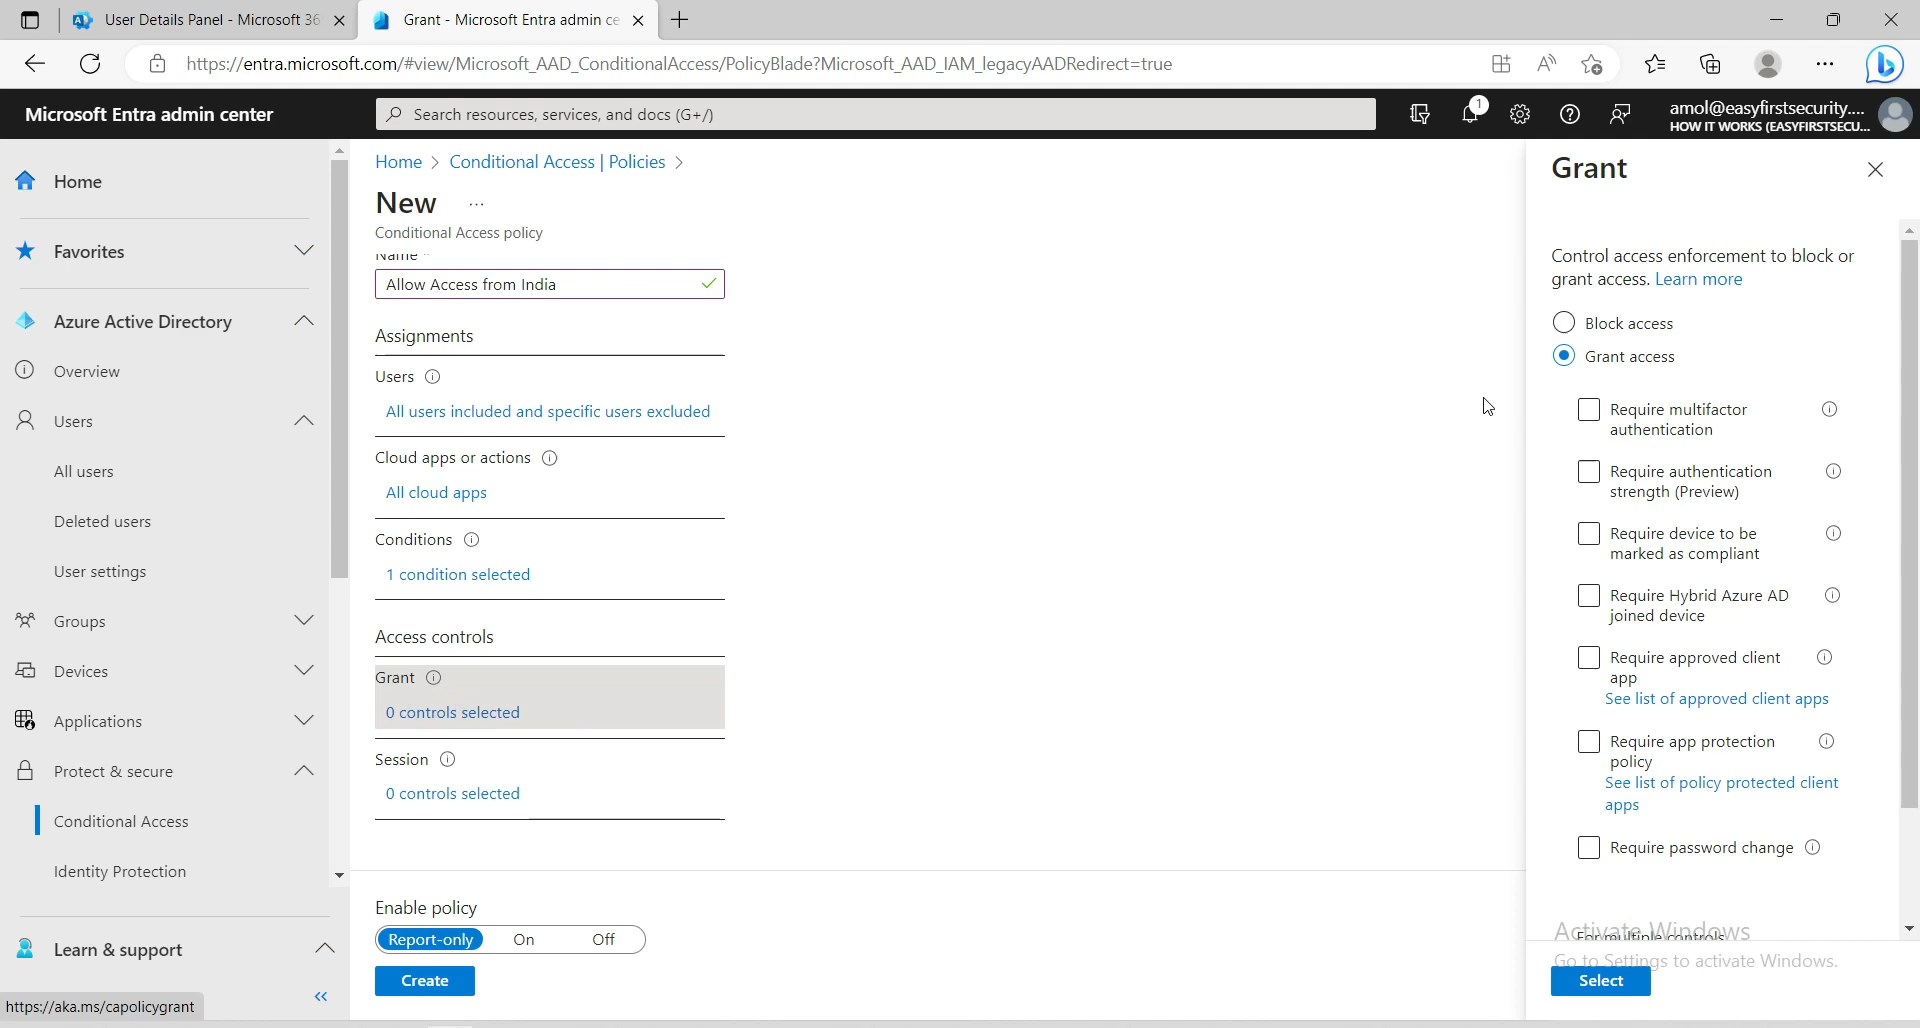 User Details Panel - Microsoft 36
Grant - Microsoft Entra admin ce
https://entra.microsoft.com/#view/Microsoft_AAD_ConditionalAccess/PolicyBlade?Microsoft_AAD_IAM_legacyAADRedirect=true
Microsoft Entra admin center
Search resources, services, and docs (G+/)
1
amol@easyfirstsecurity....
HOW IT WORKS (EASYFIRSTSECU...
Home
Favorites
Azure Active Directory
Overview
Users
All users
Deleted users
User settings
Groups
Devices
Applications
Protect & secure
Conditional Access
Identity Protection
Learn & support
https://aka.ms/capolicygrant
Home > Conditional Access | Policies >
New ...
Conditional Access policy
Name *
Allow Access from India
Assignments
Users
All users included and specific users excluded
Cloud apps or actions
All cloud apps
Conditions
1 condition selected
Access controls
Grant
0 controls selected
Session
0 controls selected
Enable policy
Report-only On Off
Create
Grant
Control access enforcement to block or
grant access. Learn more
Block access
Grant access
Require multifactor
authentication
Require authentication
strength (Preview)
Require device to be
marked as compliant
Require Hybrid Azure AD
joined device
Require approved client
app
See list of approved client apps
Require app protection
policy
See list of policy protected client
apps
Require password change
For multiple controls
Activate Windows
Go to Settings to activate Windows.
Select